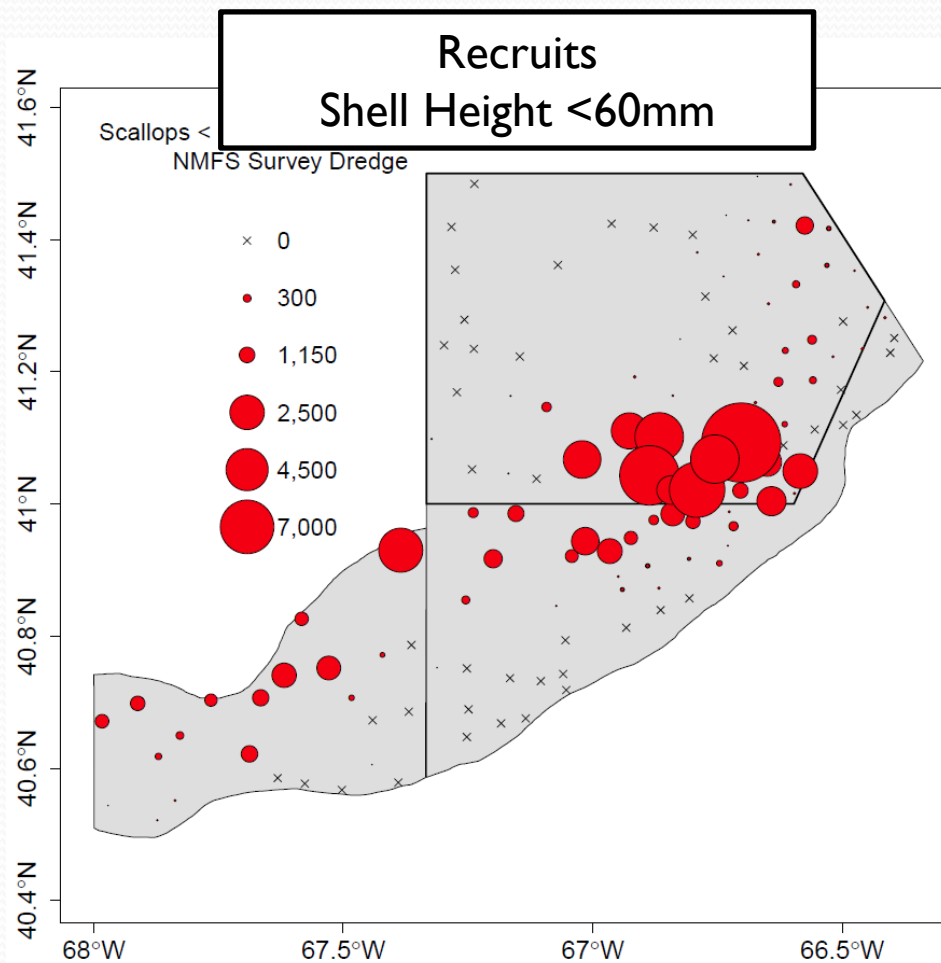 Recruits
Shell Height <60mm
Scallops <
NMFS Survey Dredge
0
300
1,150
2,500
4,500
7,000
41.6°N
41.4°N
41.2°N
41°N
40.8°N
40.6°N
40.4°N
68°W
67.5°W
67°W
66.5°W